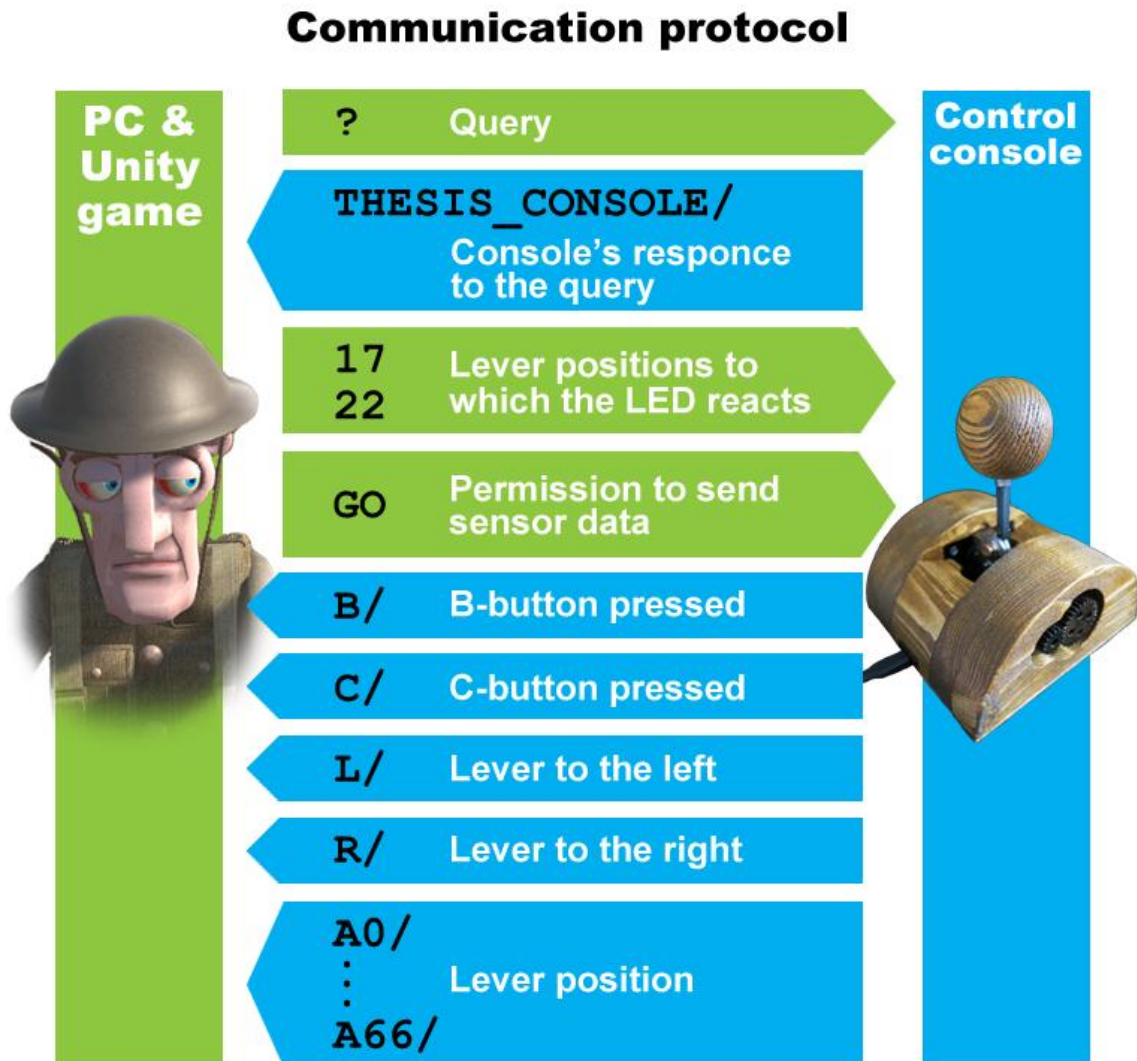 Communication protocol
PC &
Unity
game
Control
console
? Query
THESIS_CONSOLE/
Console’s responce
to the query
17
22
Lever positions to
which the LED reacts
GO
Permission to send
sensor data
B/ B-button pressed
C/ C-button pressed
L/ Lever to the left
R/ Lever to the right
A0/
⋮
A66/
Lever position